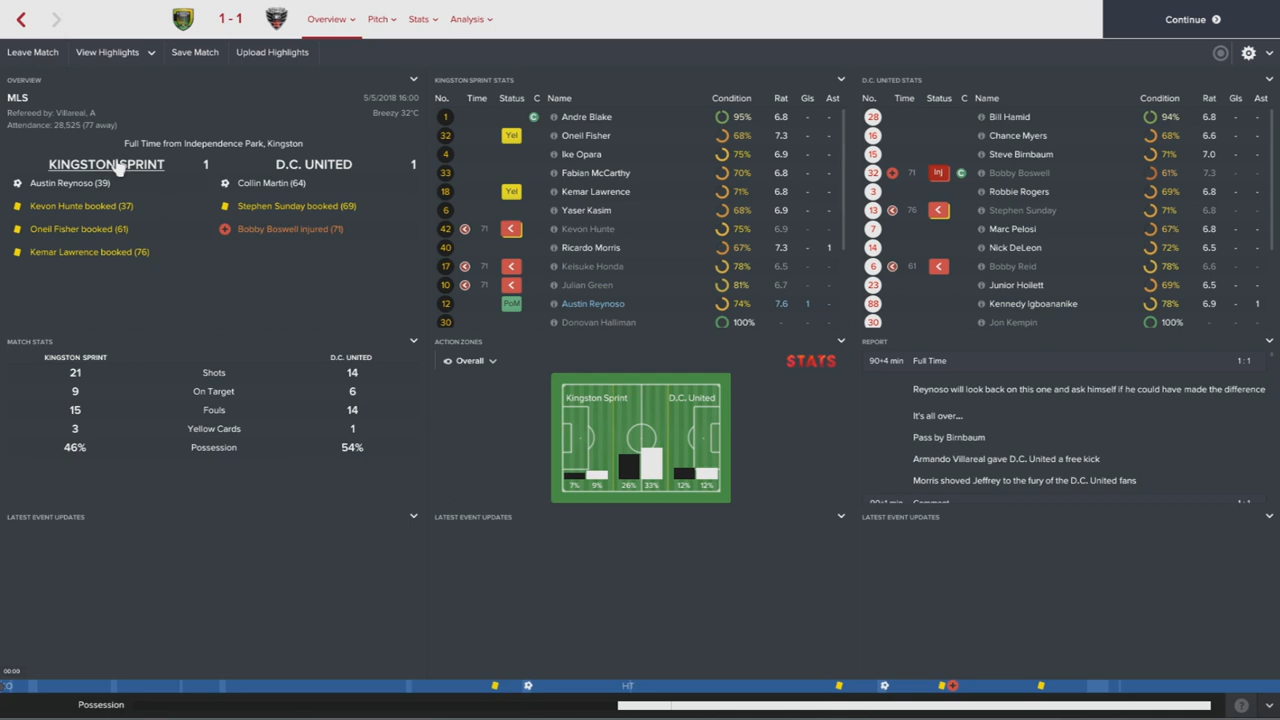 1 - 1
Overview
Pitch
Stats
Analysis
Continue
Leave Match
View Highlights
Save Match
Upload Highlights
OVERVIEW
MLS
5/5/2018 16:00
Refereed by: Villareal, A
Breezy 32°C
Attendance: 28,525 (77 away)
Full Time from Independence Park, Kingston
KINGSTON SPRINT 1 D.C. UNITED 1
Austin Reynoso (39)
Collin Martin (64)
Kevon Hunte booked (37)
Stephen Sunday booked (69)
Oneil Fisher booked (61)
Bobby Boswell injured (71)
Kemar Lawrence booked (76)
KINGSTON SPRINT STATS
No. Time Status C Name Condition Rat Gls Ast
1 C Andre Blake 95% 6.8 - -
32 Yel Oneil Fisher 68% 7.3 - -
4 Ike Opara 75% 6.9 - -
33 Fabian McCarthy 70% 6.8 - -
18 Yel Kemar Lawrence 71% 6.8 - -
6 Yaser Kasim 68% 6.9 - -
42 71 Kevon Hunte 75% 6.9 - -
40 Ricardo Morris 67% 7.3 - 1
17 71 Keisuke Honda 78% 6.5 - -
10 71 Julian Green 81% 6.7 - -
12 PoM Austin Reynoso 74% 7.6 1 -
30 Donovan Halliman 100% - - -
D.C. UNITED STATS
No. Time Status C Name Condition Rat Gls Ast
28 Bill Hamid 94% 6.8 - -
16 Chance Myers 68% 6.6 - -
15 Steve Birnbaum 71% 7.0 - -
32 71 Inj C Bobby Boswell 61% 7.3 - -
3 Robbie Rogers 69% 6.8 - -
13 76 Stephen Sunday 71% 6.8 - -
7 Marc Pelosi 67% 6.8 - -
14 Nick DeLeon 72% 6.5 - -
6 61 Bobby Reid 78% 6.6 - -
23 Junior Hoilett 69% 6.5 - -
88 Kennedy Igboananike 78% 6.9 - 1
30 Jon Kempin 100% - - -
MATCH STATS
KINGSTON SPRINT D.C. UNITED
21 Shots 14
9 On Target 6
15 Fouls 14
3 Yellow Cards 1
46% Possession 54%
ACTION ZONES
Overall
STATS
Kingston Sprint D.C. United
7% 9% 26% 33% 12% 12%
REPORT
90+4 min Full Time 1 : 1
Reynoso will look back on this one and ask himself if he could have made the difference
It's all over...
Pass by Birnbaum
Armando Villareal gave D.C. United a free kick
Morris shoved Jeffrey to the fury of the D.C. United fans
90+1 min Comment 1 : 1
LATEST EVENT UPDATES
LATEST EVENT UPDATES
LATEST EVENT UPDATES
00:00
HT
Possession